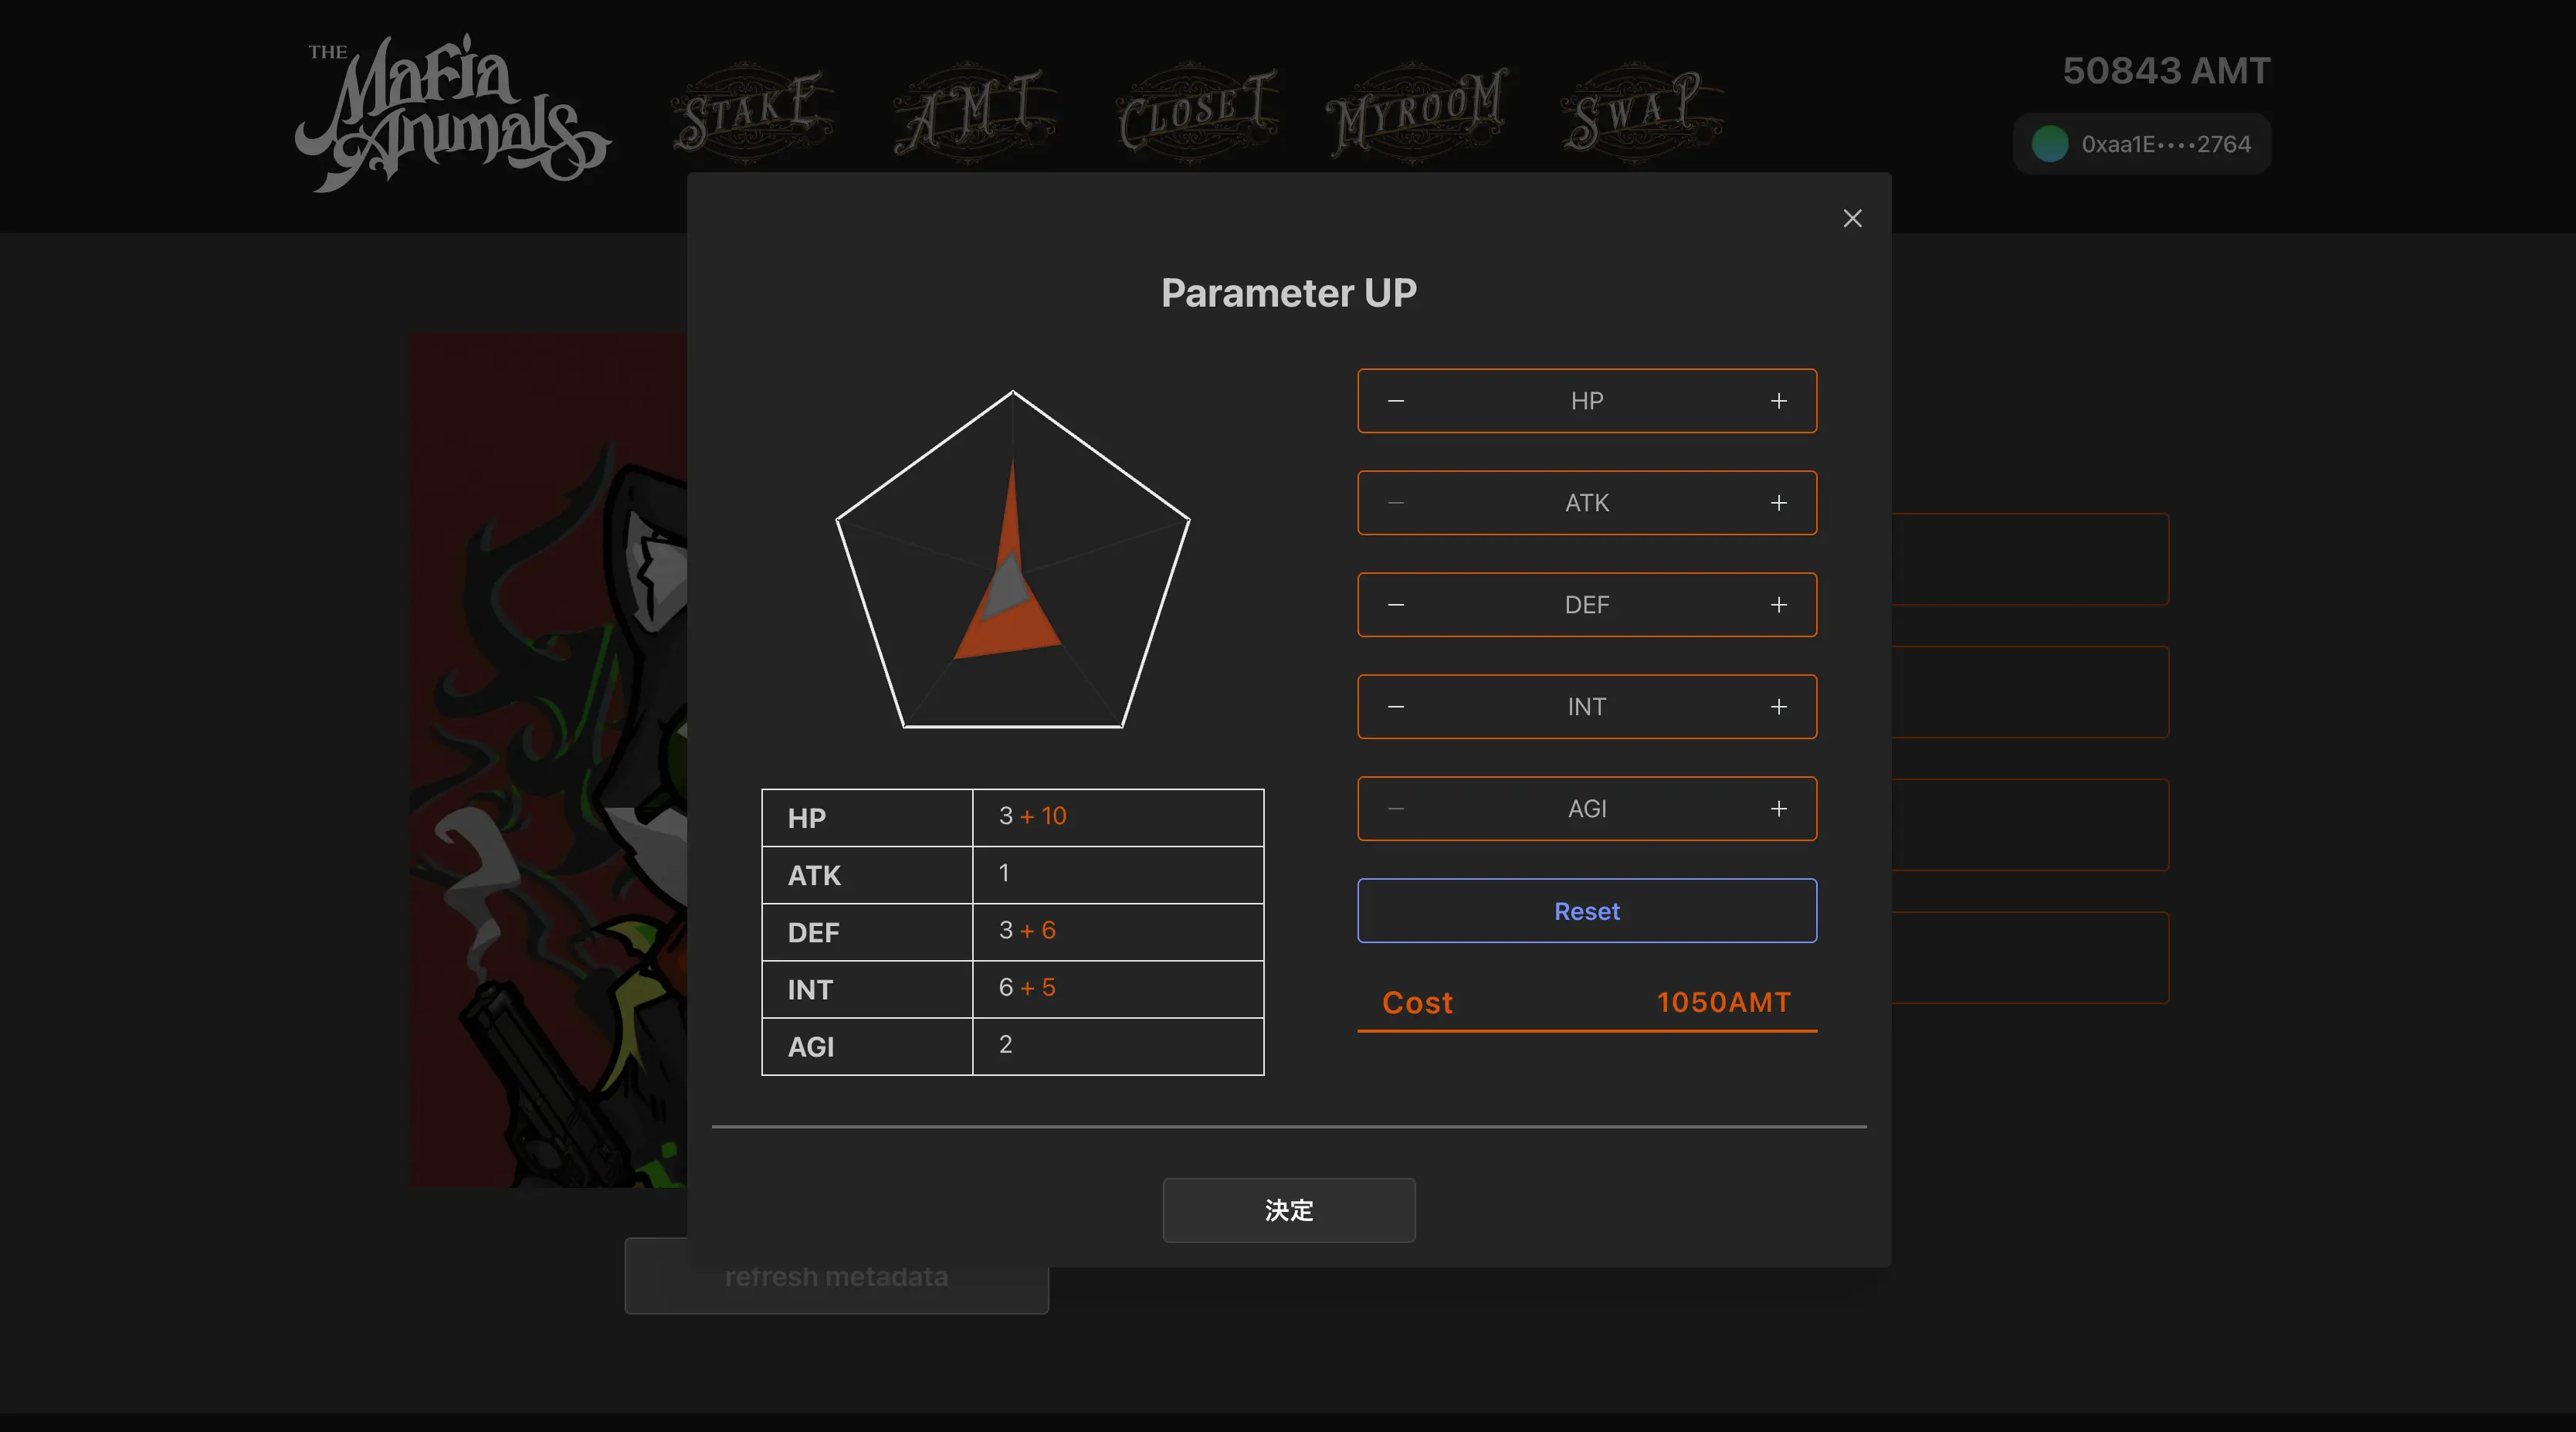 THE
Mafia
Animals
STAKE
AMT
CLOSET
MYROOM
SWAP
50843 AMT
0xaa1E••••2764
Parameter UP
HP
ATK
DEF
INT
AGI
Reset
Cost 1050AMT
HP 3 + 10
ATK 1
DEF 3 + 6
INT 6 + 5
AGI 2
決定
refresh metadata